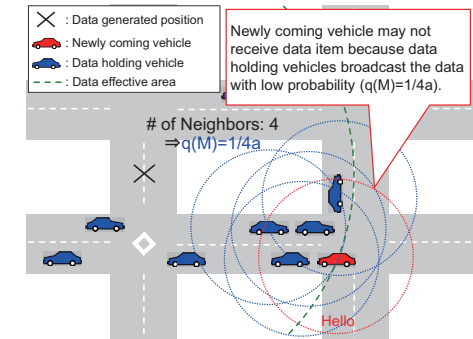 : Data generated position
: Newly coming vehicle
: Data holding vehicle
: Data effective area
Newly coming vehicle may not
receive data item because data
holding vehicles broadcast the data
with low probability (q(M)=1/4a).
# of Neighbors: 4
⇒q(M)=1/4a
Hello